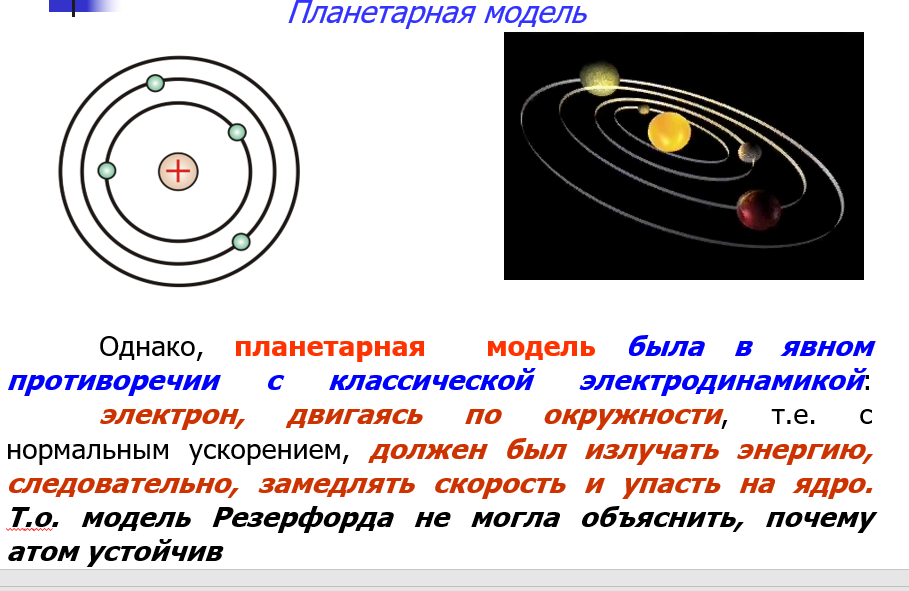 Планетарная модель
+
Однако, планетарная модель была в явном
противоречии с классической электродинамикой:
электрон, двигаясь по окружности, т.е. с
нормальным ускорением, должен был излучать энергию,
следовательно, замедлять скорость и упасть на ядро.
Т.о. модель Резерфорда не могла объяснить, почему
атом устойчив